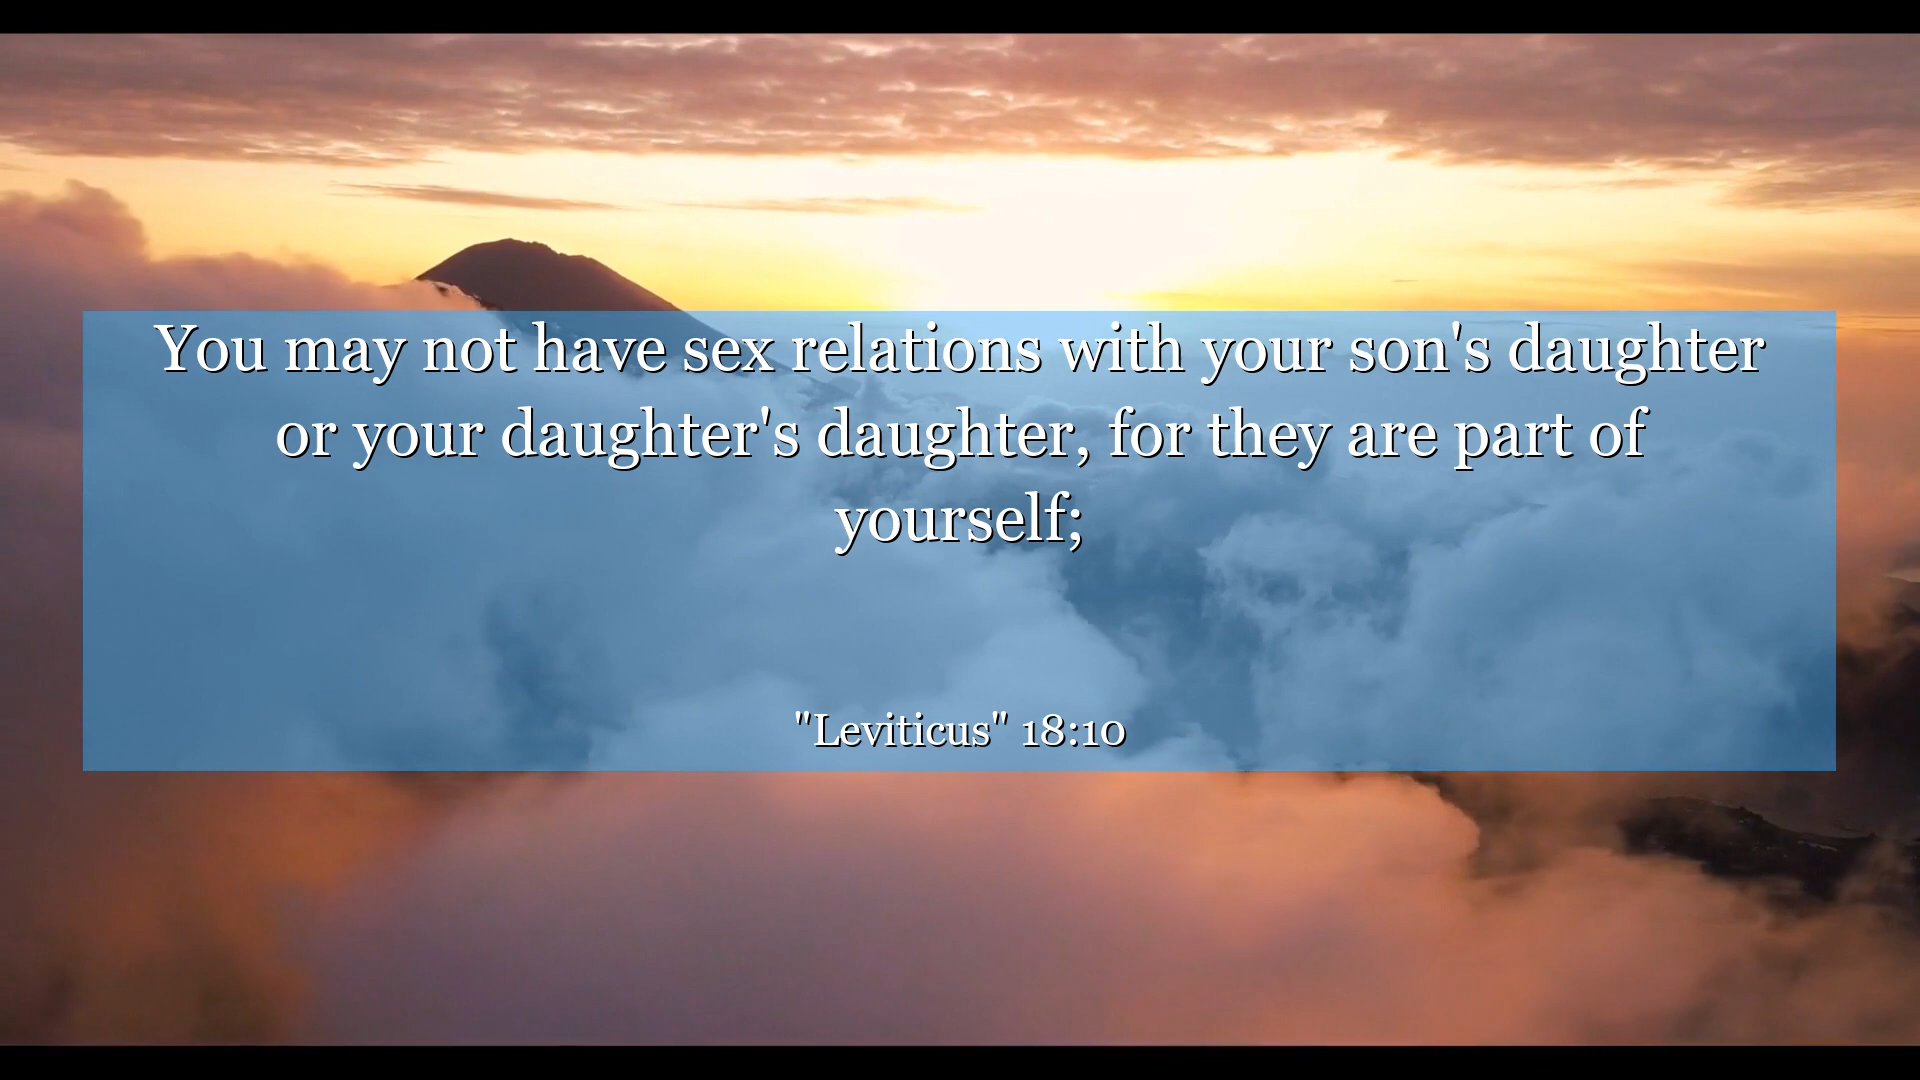 You may not have sex relations with your son's daughter
or your daughter's daughter, for they are part of
yourself;
"Leviticus" 18:10